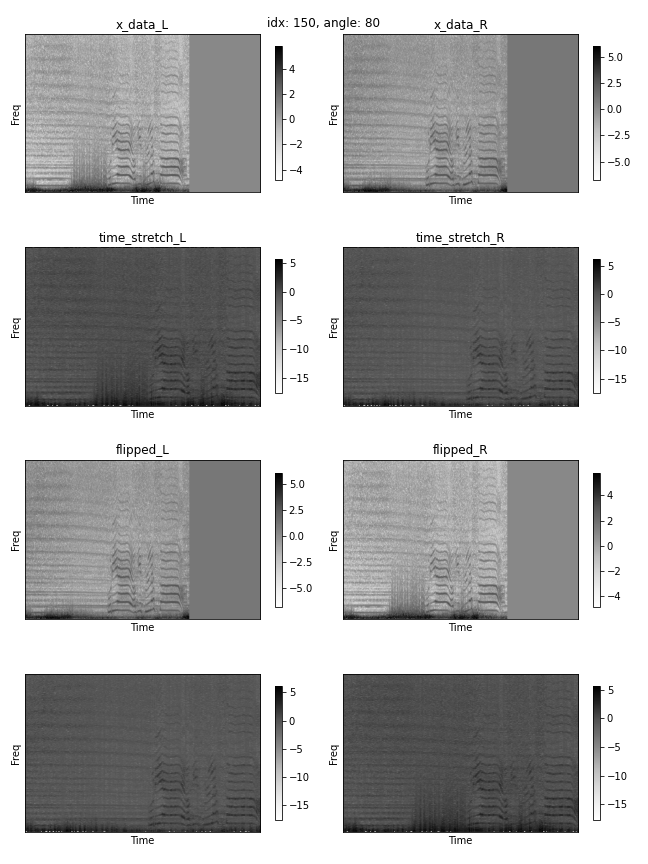 idx: 150, angle: 80
x_data_L
x_data_R
Freq
Time
4
2
0
−2
−4
Freq
Time
5.0
2.5
0.0
−2.5
−5.0
time_stretch_L
time_stretch_R
Freq
Time
5
0
−5
−10
−15
Freq
Time
5
0
−5
−10
−15
flipped_L
flipped_R
Freq
Time
5.0
2.5
0.0
−2.5
−5.0
Freq
Time
4
2
0
−2
−4
Freq
Time
5
0
−5
−10
−15
Freq
Time
5
0
−5
−10
−15